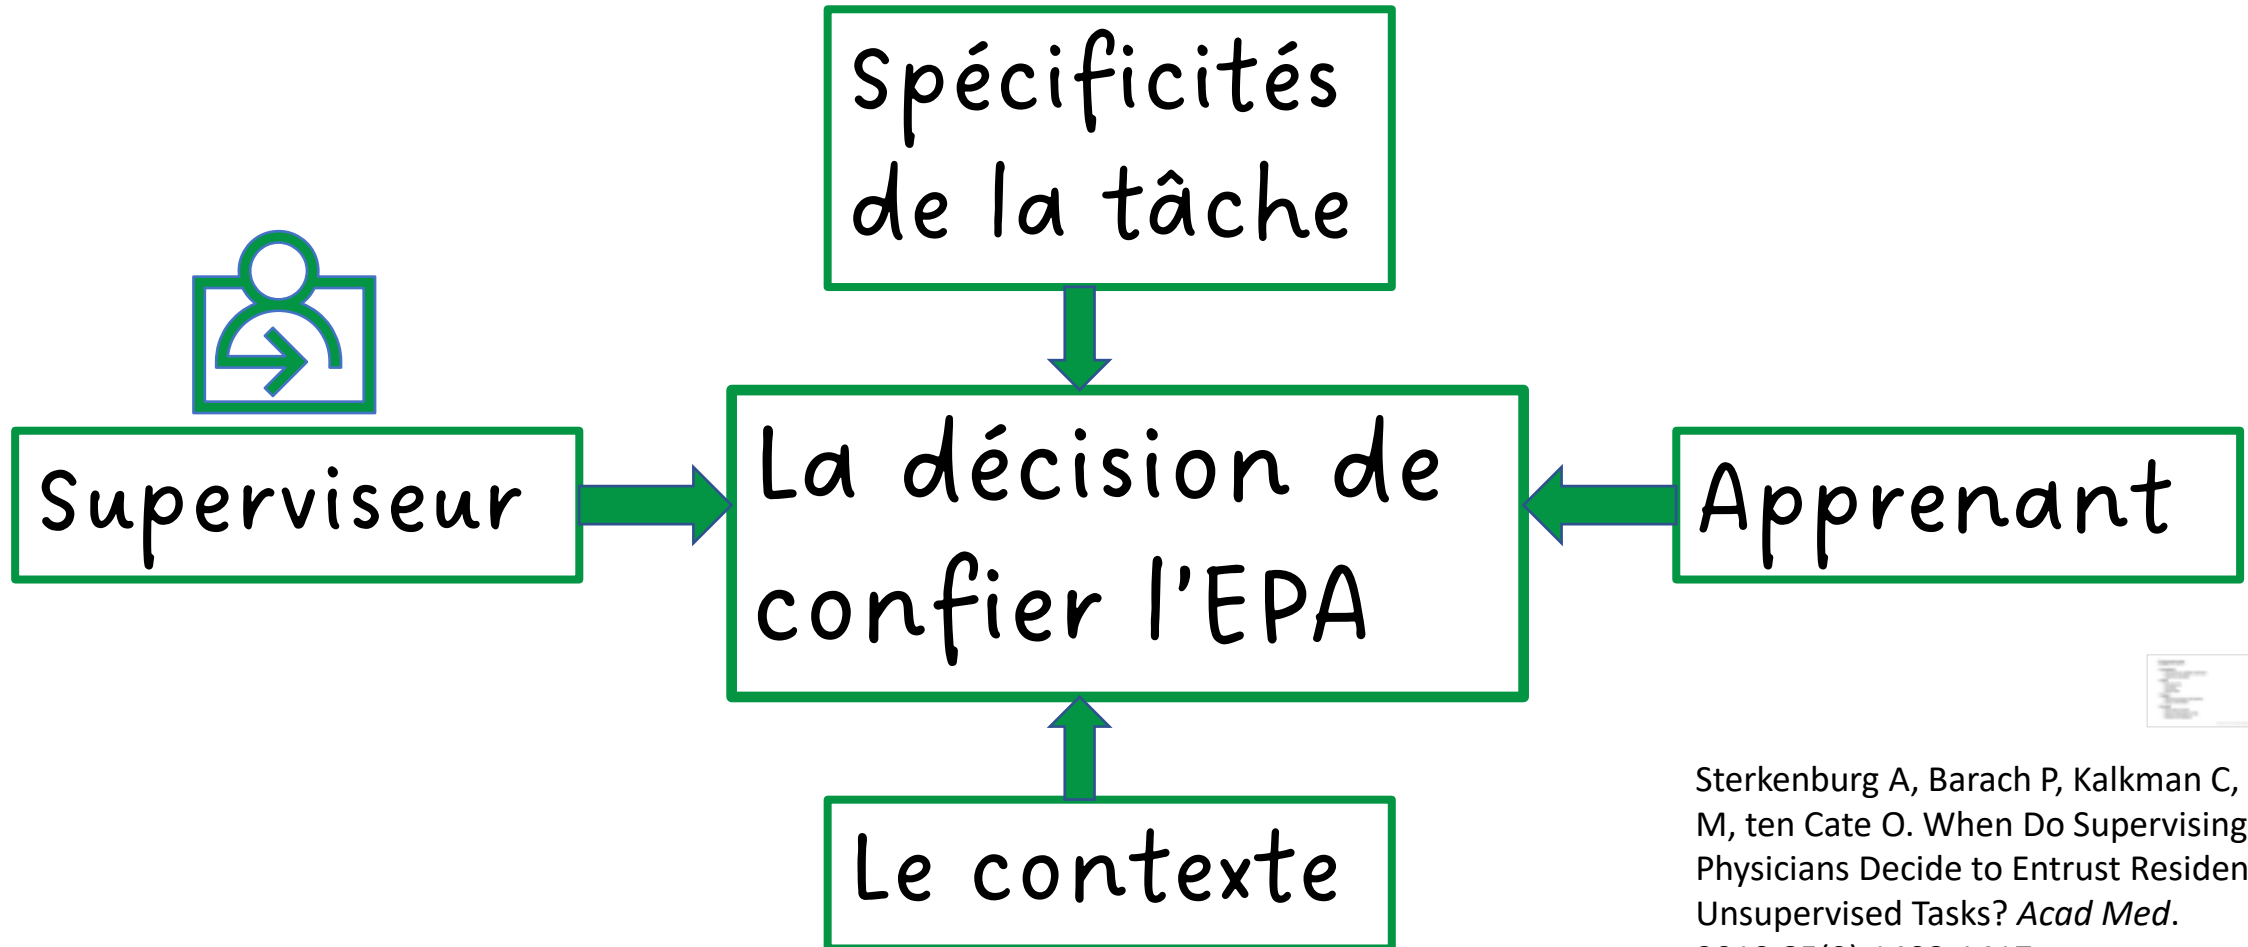 Spécificités
de la tâche
Superviseur
La décision de
confier l'EPA
Apprenant
Le contexte
Sterkenburg A, Barach P, Kalkman C,
M, ten Cate O. When Do Supervising
Physicians Decide to Entrust Residen
Unsupervised Tasks? Acad Med.